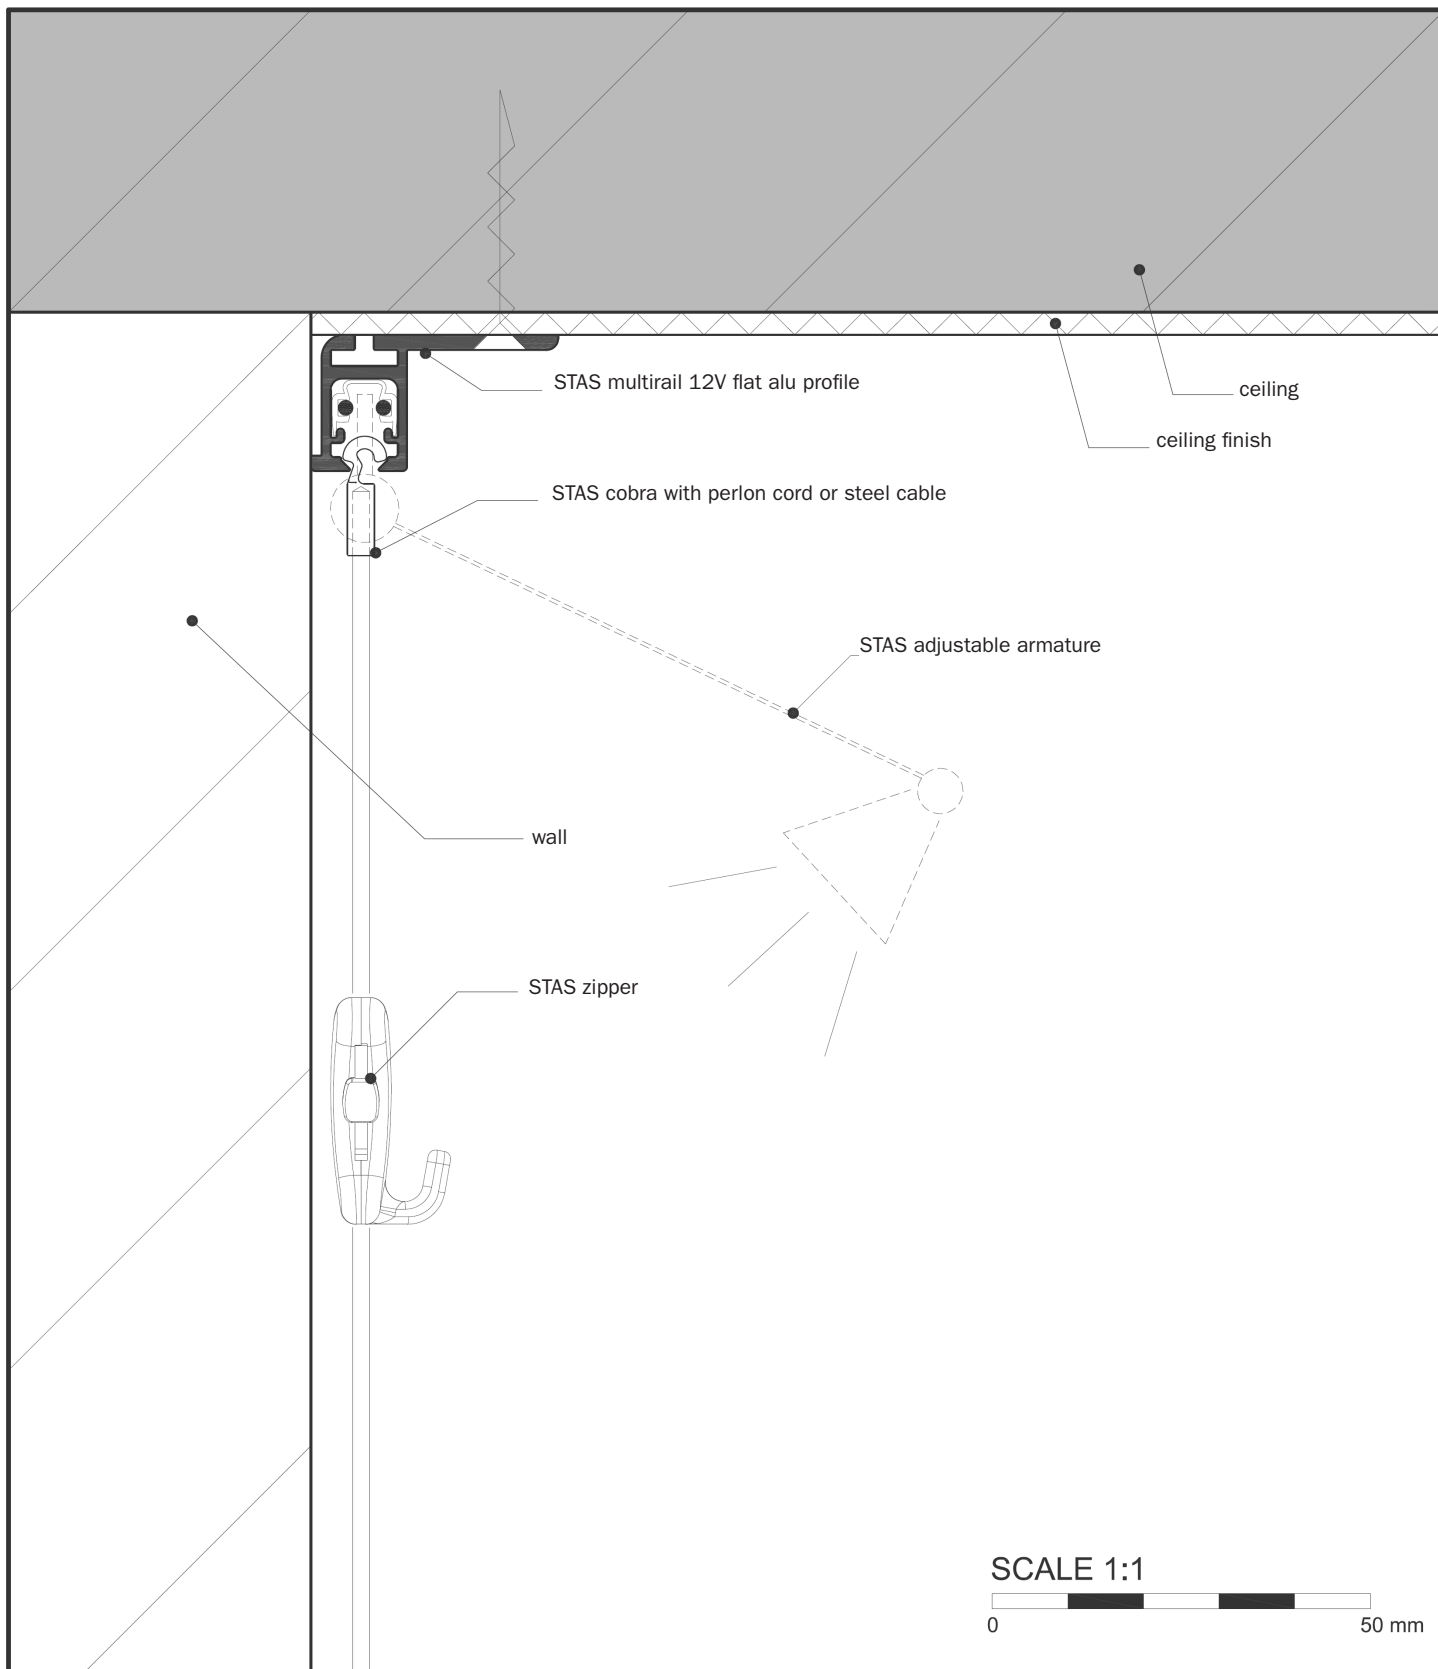 STAS multirail 12V flat alu profile
ceiling
ceiling finish
STAS cobra with perlon cord or steel cable
STAS adjustable armature
wall
STAS zipper
SCALE 1:1
0
50 mm